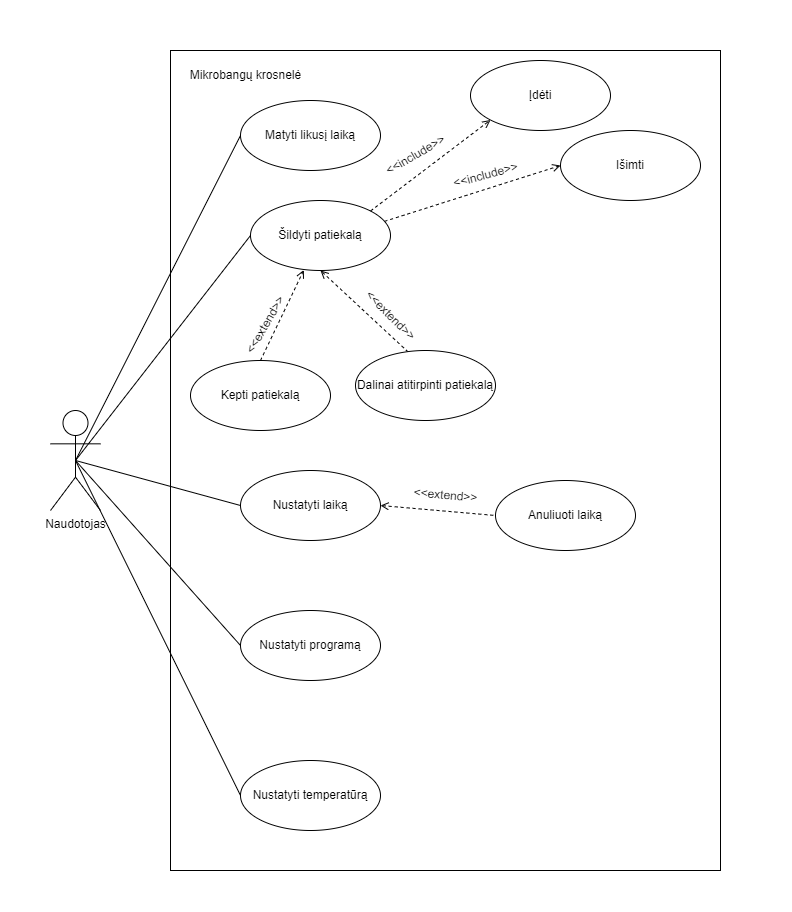 Mikrobangų krosnelė
Įdėti
Matyti likusį laiką
<<include>>
Išimti
<<include>>
Šildyti patiekalą
<<extend>>
<<extend>>
Kepti patiekalą
Dalinai atitirpinti patiekalą
Naudotojas
Nustatyti laiką
<<extend>>
Anuliuoti laiką
Nustatyti programą
Nustatyti temperatūrą